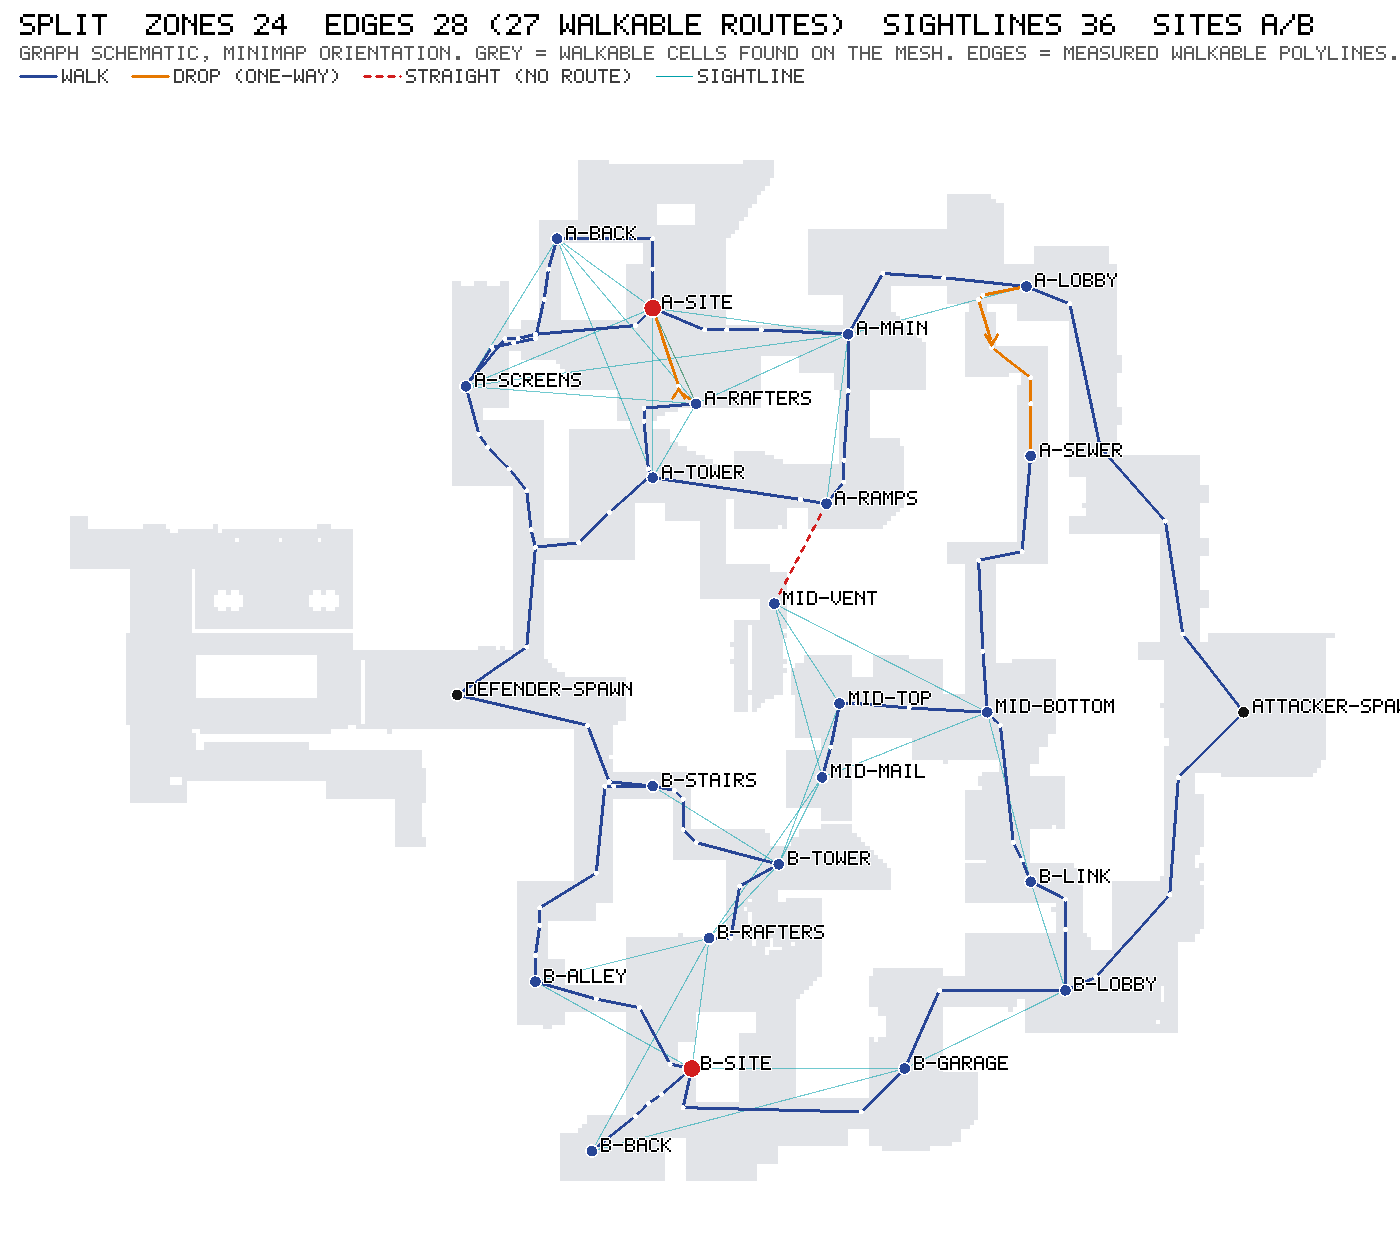 SPLIT  ZONES 24  EDGES 28 (27 WALKABLE ROUTES)  SIGHTLINES 36  SITES A/B
GRAPH SCHEMATIC, MINIMAP ORIENTATION. GREY = WALKABLE CELLS FOUND ON THE MESH. EDGES = MEASURED WALKABLE POLYLINES.
WALK  DROP (ONE-WAY)  STRAIGHT (NO ROUTE)  SIGHTLINE
A-BACK
A-LOBBY
A-SITE
A-MAIN
A-SCREENS
A-RAFTERS
A-SEWER
A-TOWER
A-RAMPS
MID-VENT
DEFENDER-SPAWN
MID-TOP
MID-BOTTOM
ATTACKER-SPAW
MID-MAIL
B-STAIRS
B-TOWER
B-LINK
B-RAFTERS
B-ALLEY
B-LOBBY
B-SITE
B-GARAGE
B-BACK